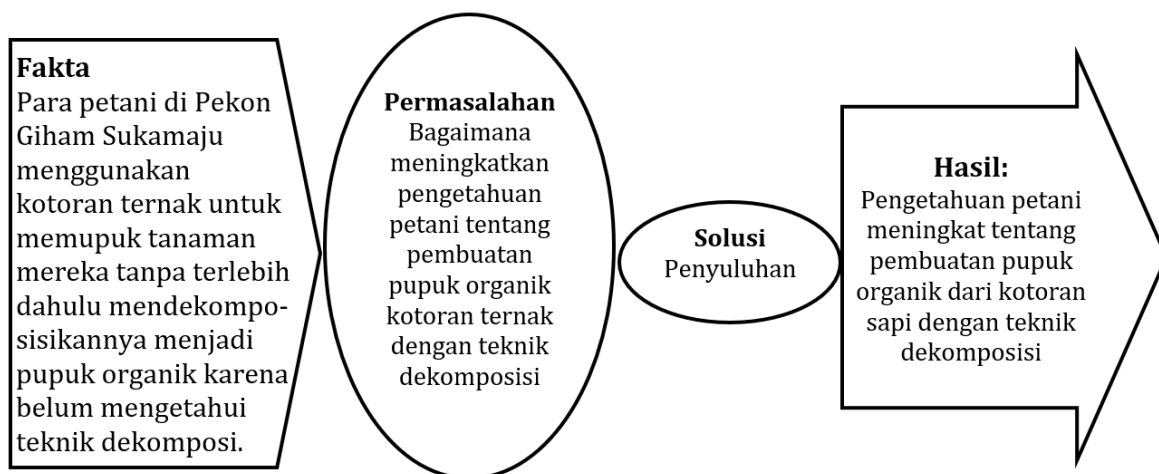 Fakta
Para petani di Pekon
Giham Sukamaju
menggunakan
kotoran ternak untuk
memupuk tanaman
mereka tanpa terlebih
dahulu mendekompo-
sisikannya menjadi
pupuk organik karena
belum mengetahui
teknik dekomposi.
Permasalahan
Bagaimana
meningkatkan
pengetahuan
petani tentang
pembuatan
pupuk organik
kotoran ternak
dengan teknik
dekomposisi
Solusi
Penyuluhan
Hasil:
Pengetahuan petani
meningkat tentang
pembuatan pupuk
organik dari kotoran
sapi dengan teknik
dekomposisi